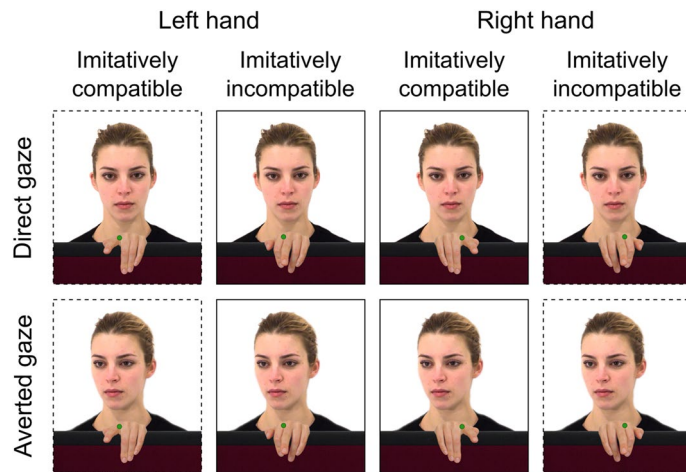 Left hand
Right hand
Imitatively
compatible
Imitatively
incompatible
Imitatively
compatible
Imitatively
incompatible
Direct gaze
Averted gaze